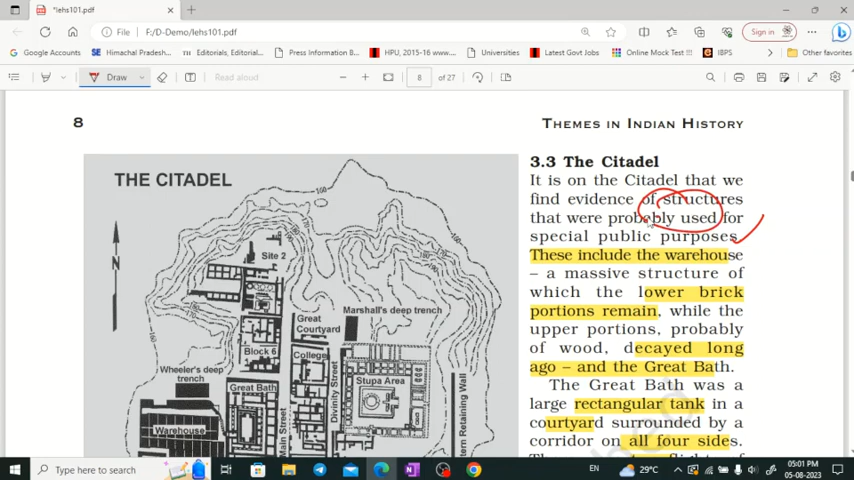 *lehs101.pdf
File
F:/D-Demo/lehs101.pdf
Sign in
Google Accounts
Himachal Pradesh
Editorials, Editorial...
Press Information B...
HPU, 2015-16 पपपप...
Universities
Latest Govt Jobs
Online Mock Test !!!
IBPS
Other favorites
Draw
Read aloud
8 of 27
8
THEMES IN INDIAN HISTORY
THE CITADEL
N
100
100
100
Site 2
Great
Courtyard
Marshall's deep trench
Block 6
College
Wheeler's deep
trench
Great Bath
Divinity Street
Stupa Area
Main Street
Warehouse
tern Retaining Wall
3.3 The Citadel
It is on the Citadel that we
find evidence of structures
that were probably used for
special public purposes.
These include the warehouse
– a massive structure of
which the lower brick
portions remain, while the
upper portions, probably
of wood, decayed long
ago – and the Great Bath.
The Great Bath was a
large rectangular tank in a
courtyard surrounded by a
corridor on all four sides.
Type here to search
29°C
EN
05:01 PM
05-08-2023